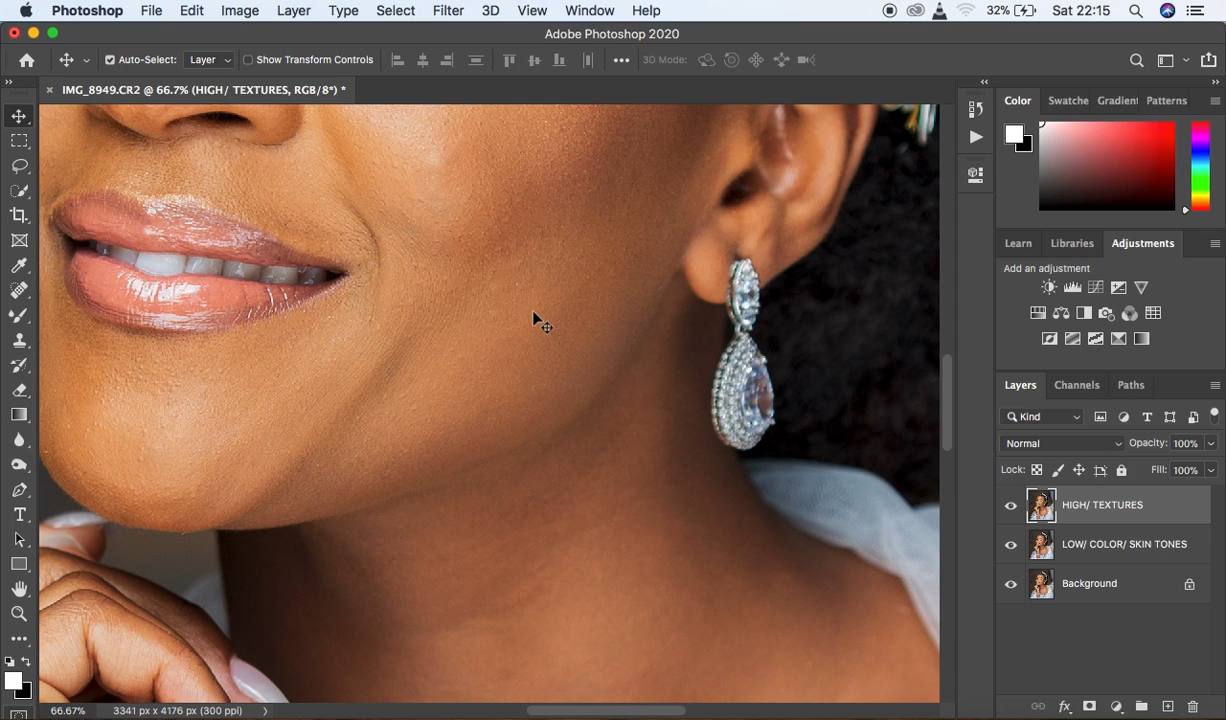 Photoshop File Edit Image Layer Type Select Filter 3D View Window Help 32% Sat 22:15
Adobe Photoshop 2020
Auto-Select: Layer Show Transform Controls 3D Mode:
IMG_8949.CR2 @ 66.7% (HIGH/ TEXTURES, RGB/8*) *
Color Swatche Gradient Patterns
Learn Libraries Adjustments
Add an adjustment
Layers Channels Paths
Kind
Normal Opacity: 100%
Lock: Fill: 100%
HIGH/ TEXTURES
LOW/ COLOR/ SKIN TONES
Background
66.67% 3341 px x 4176 px (300 ppi)